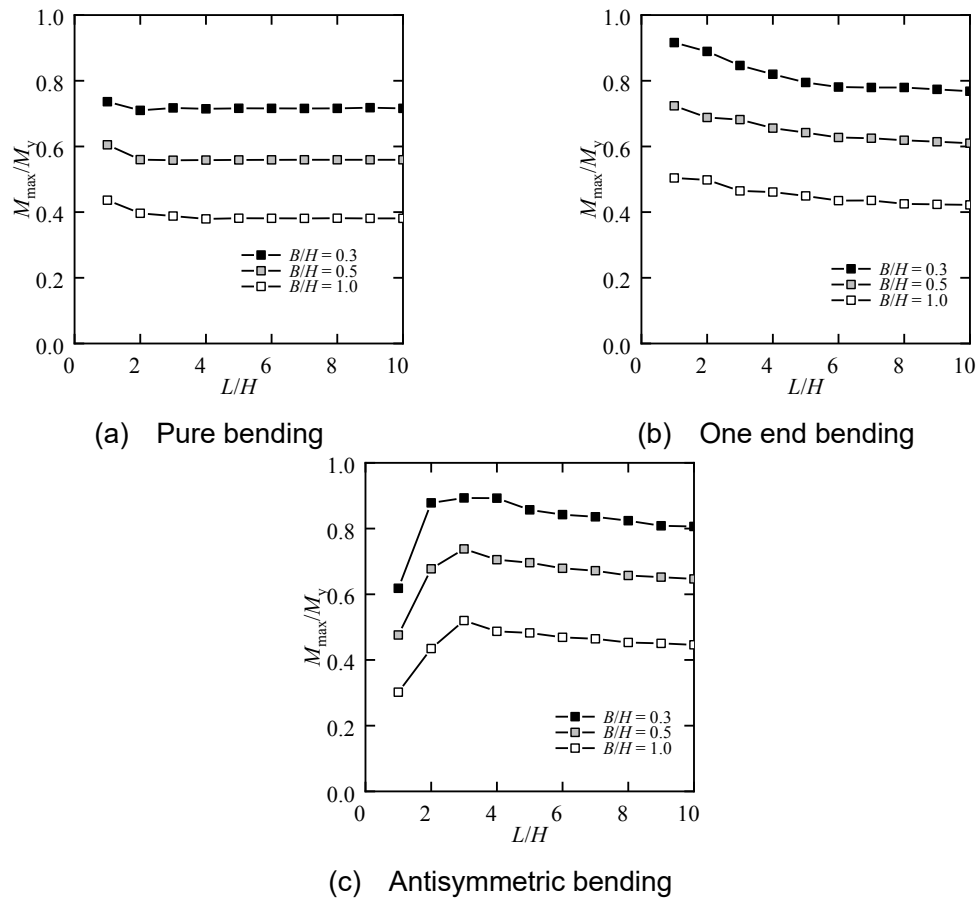 1.0
0.8
0.6
0.4
0.2
0.0
M_max/M_y
B/H = 0.3
B/H = 0.5
B/H = 1.0
0 2 4 6 8 10
L/H
(a) Pure bending
1.0
0.8
0.6
0.4
0.2
0.0
M_max/M_y
B/H = 0.3
B/H = 0.5
B/H = 1.0
0 2 4 6 8 10
L/H
(b) One end bending
1.0
0.8
0.6
0.4
0.2
0.0
M_max/M_y
B/H = 0.3
B/H = 0.5
B/H = 1.0
0 2 4 6 8 10
L/H
(c) Antisymmetric bending